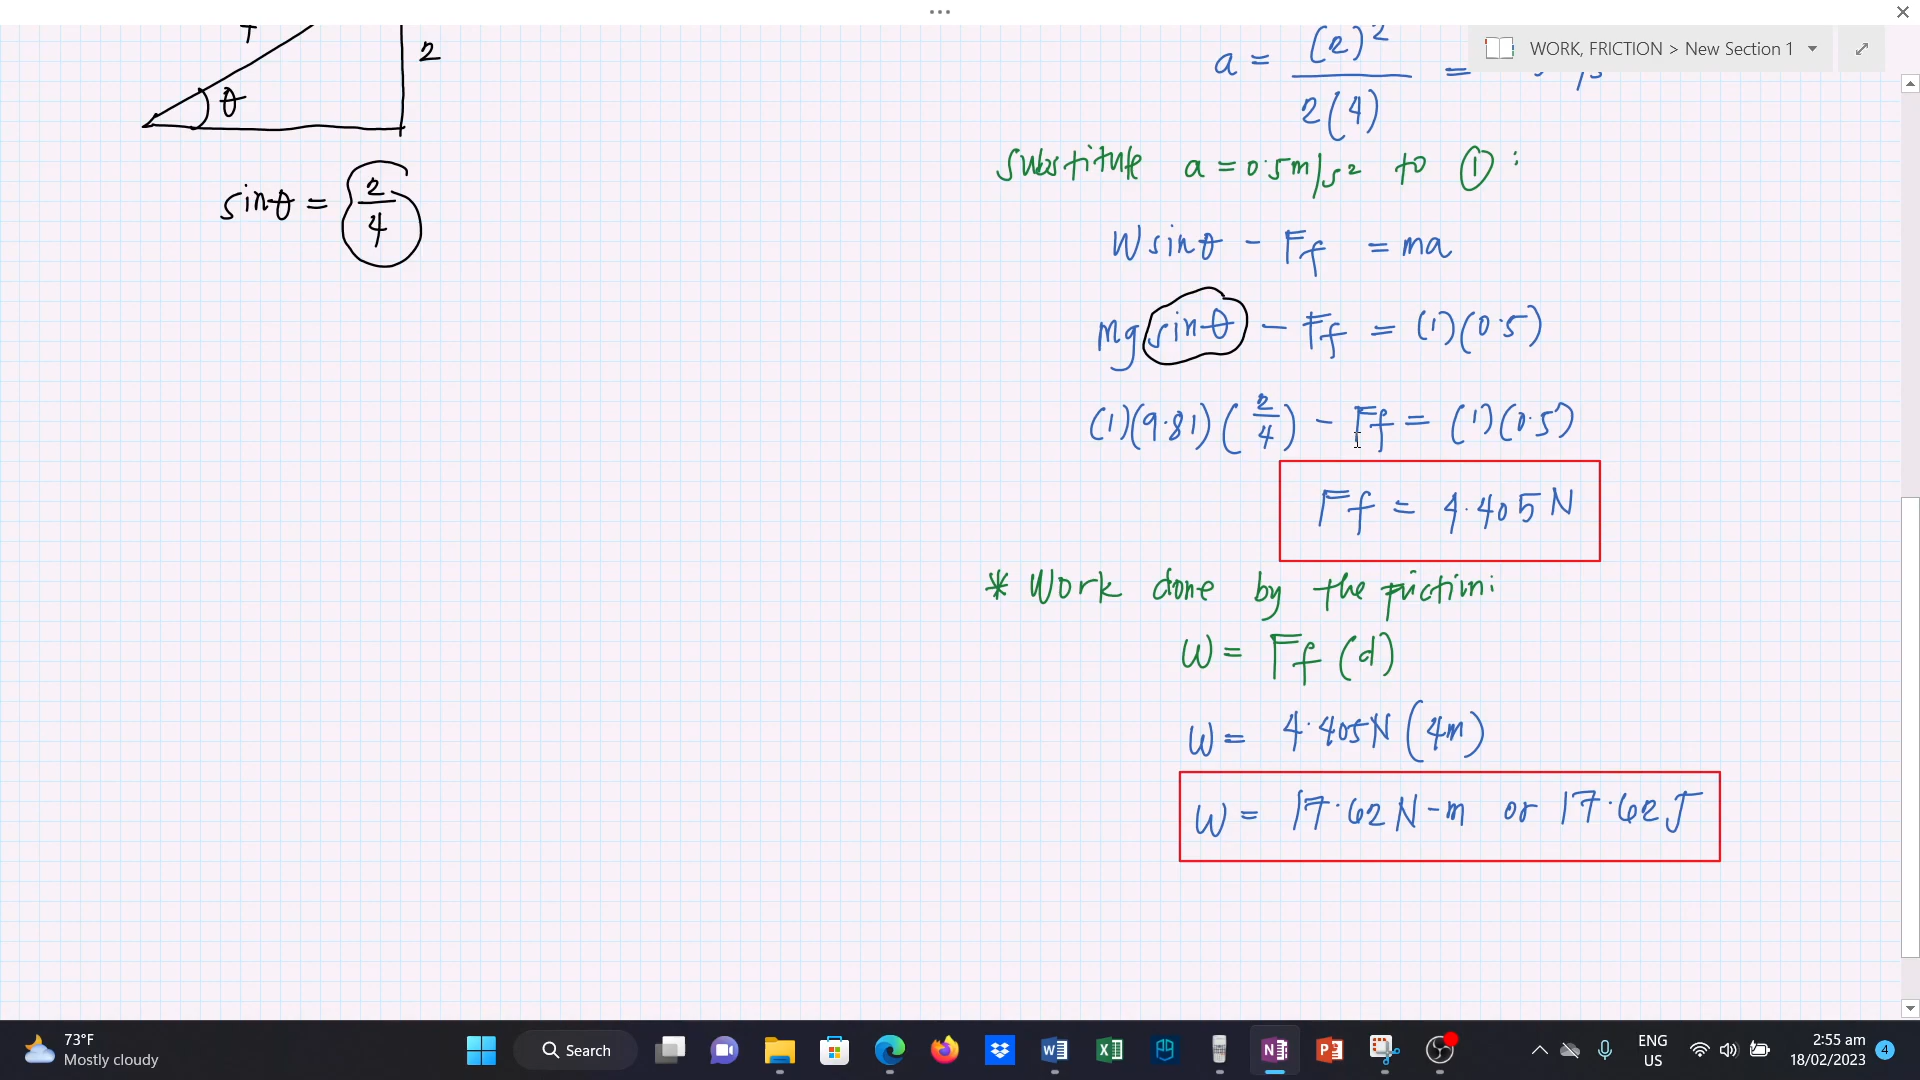 WORK, FRICTION > New Section 1
2
θ
sinθ = 2/4
a = (2)² / 2(4) =
Substitute a = 0.5m/s² to ① :
Wsinθ - Ff = ma
mg sinθ - Ff = (1)(0.5)
(1)(9.81)(2/4) - Ff = (1)(0.5)
Ff = 4.405 N
* Work done by the friction:
W = Ff (d)
W = 4.405N (4m)
W = 17.62 N-m or 17.62 J
73°F
Mostly cloudy
Search
ENG
US
2:55 am
18/02/2023
4